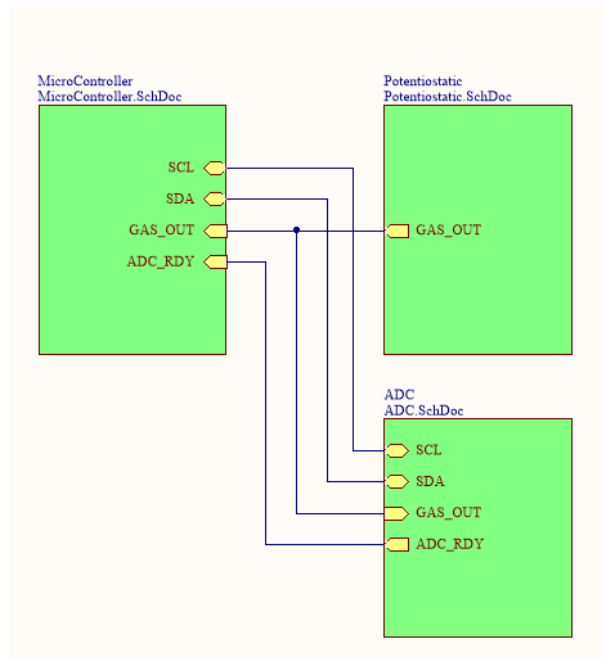 MicroController
MicroController.SchDoc
SCL
SDA
GAS_OUT
ADC_RDY
Potentiostatic
Potentiostatic.SchDoc
GAS_OUT
ADC
ADC.SchDoc
SCL
SDA
GAS_OUT
ADC_RDY